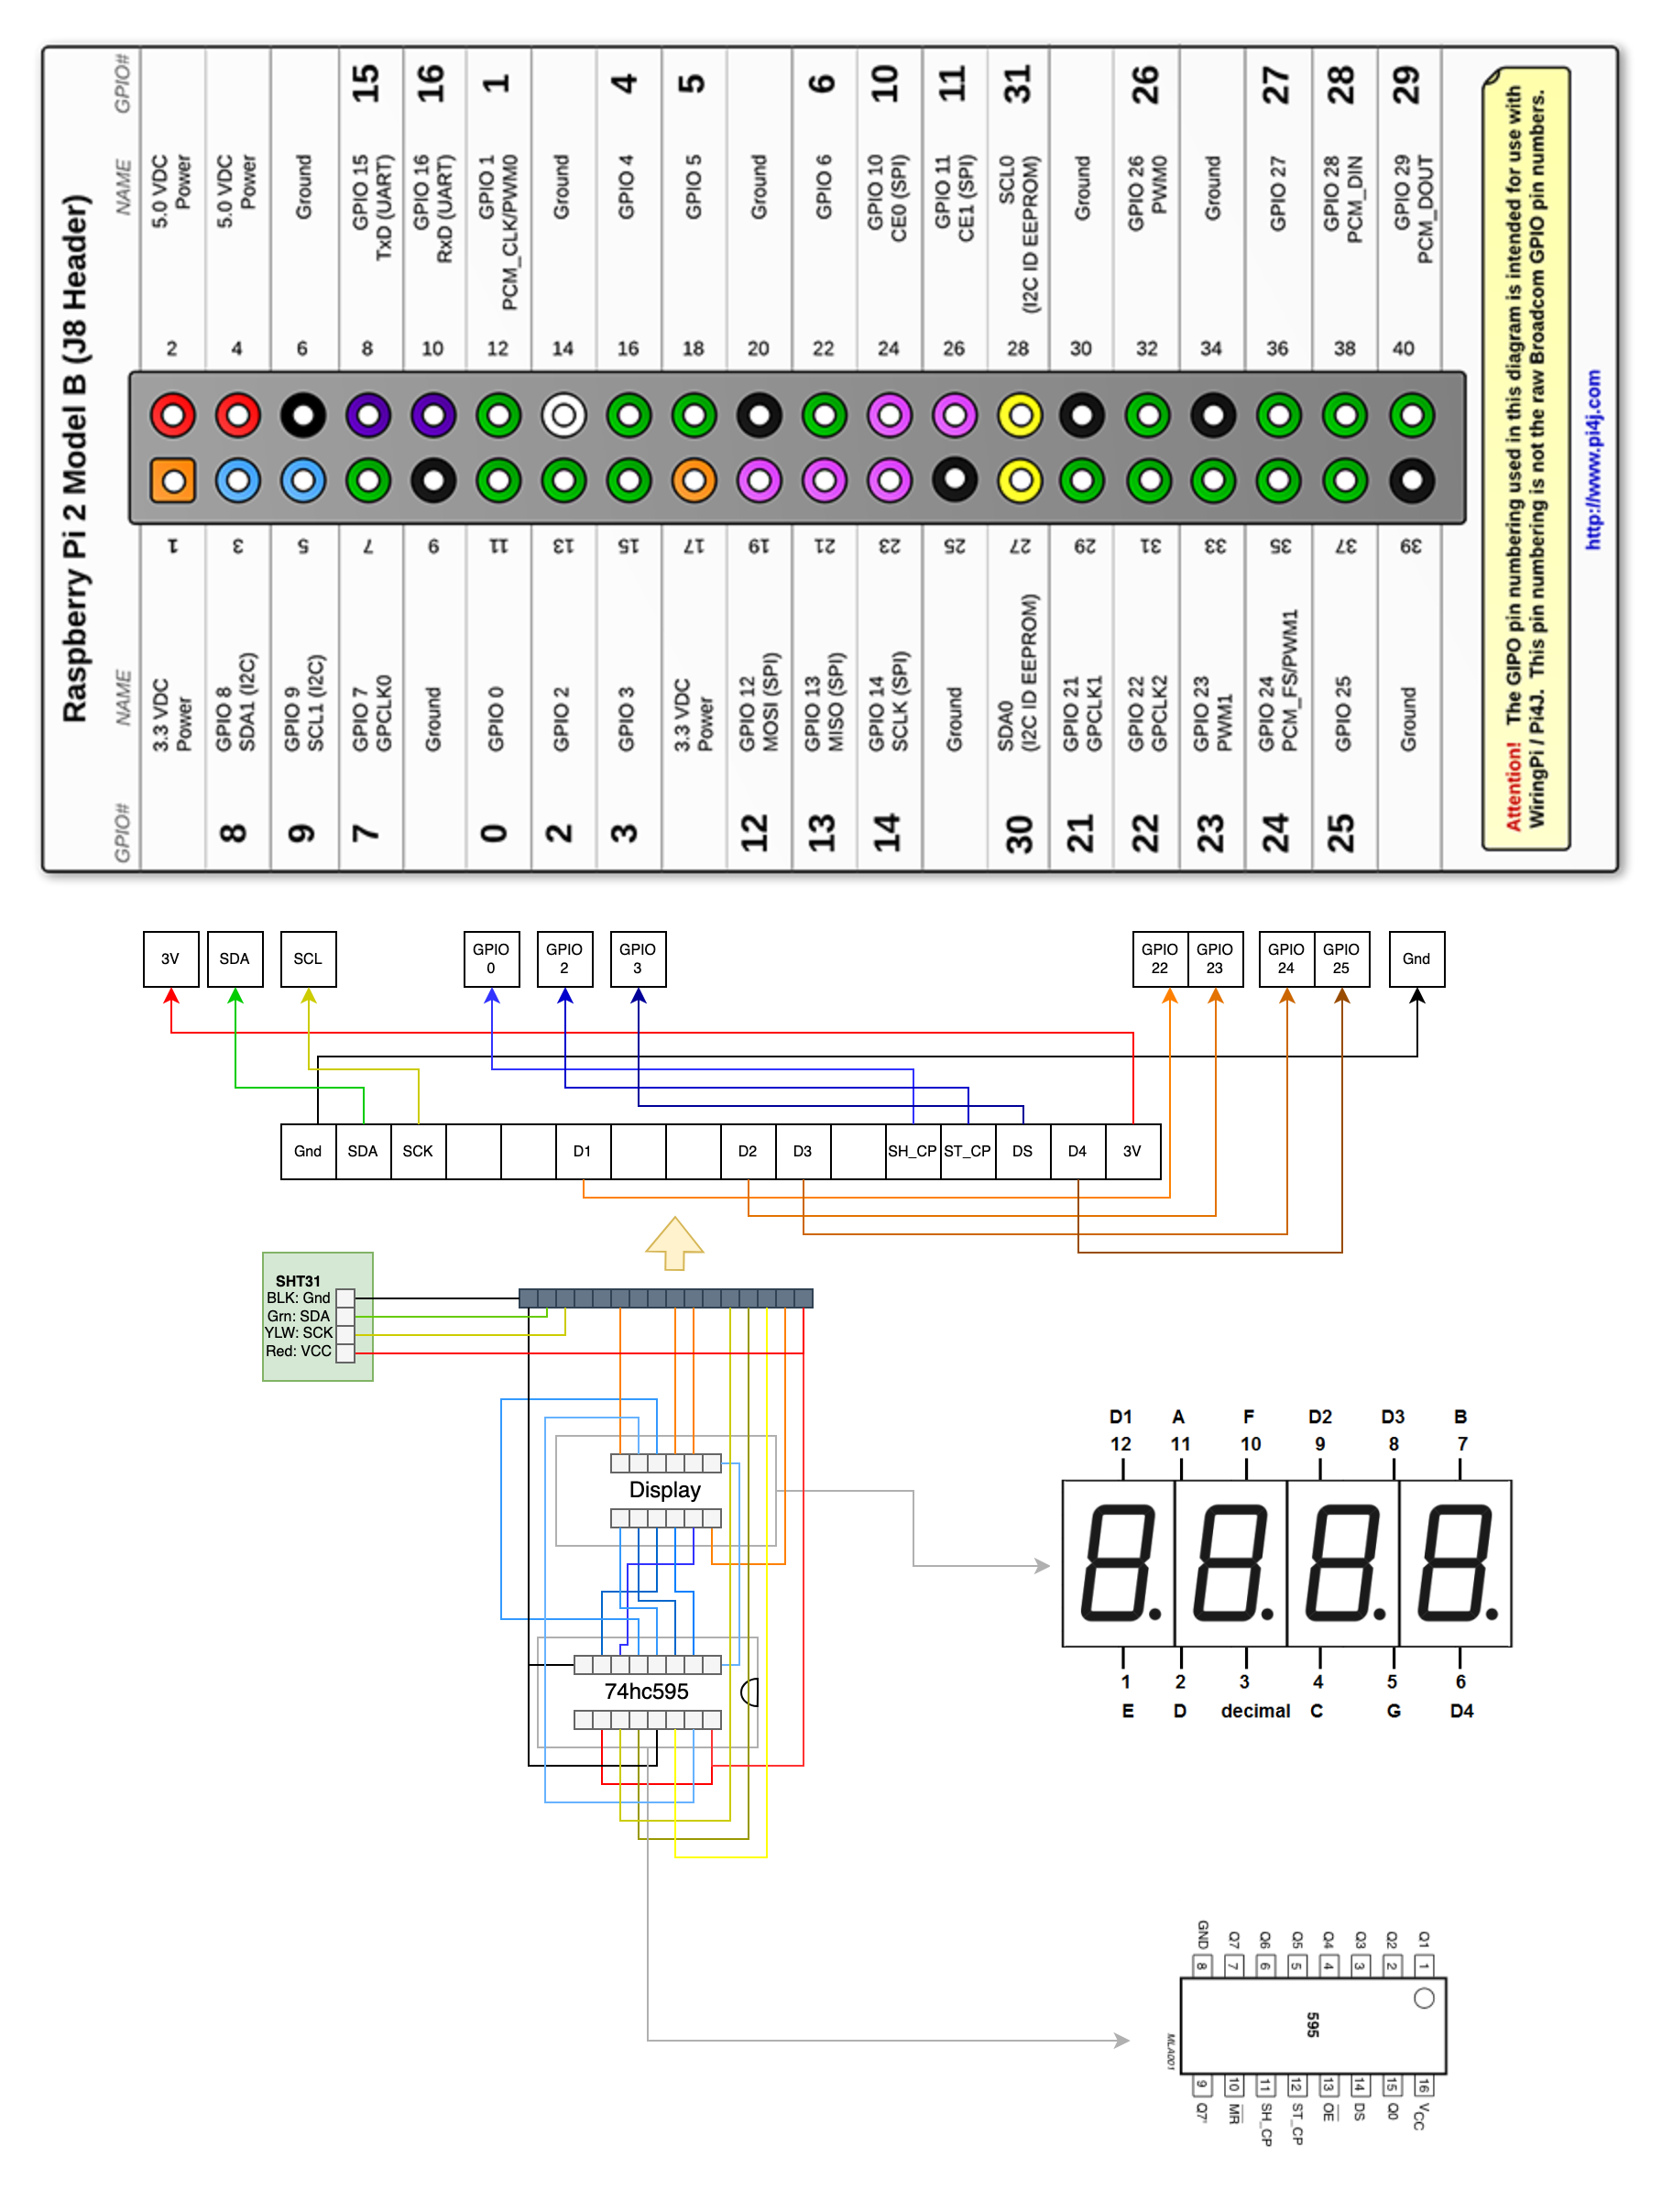 Raspberry Pi 2 Model B (J8 Header)
GPIO#
15
16
1
4
5
6
10
11
31
26
27
28
29
NAME
5.0 VDC
Power
5.0 VDC
Power
Ground
GPIO 15
TxD (UART)
GPIO 16
RxD (UART)
GPIO 1
PCM_CLK/PWM0
Ground
GPIO 4
GPIO 5
Ground
GPIO 6
GPIO 10
CE0 (SPI)
GPIO 11
CE1 (SPI)
SCL0
(I2C ID EEPROM)
Ground
GPIO 26
PWM0
Ground
GPIO 27
GPIO 28
PCM_DIN
GPIO 29
PCM_DOUT
2 4 6 8 10 12 14 16 18 20 22 24 26 28 30 32 34 36 38 40
1 3 5 7 9 11 13 15 17 19 21 23 25 27 29 31 33 35 37 39
NAME
3.3 VDC
Power
GPIO 8
SDA1 (I2C)
GPIO 9
SCL1 (I2C)
GPIO 7
GPCLK0
Ground
GPIO 0
GPIO 2
GPIO 3
3.3 VDC
Power
GPIO 12
MOSI (SPI)
GPIO 13
MISO (SPI)
GPIO 14
SCLK (SPI)
Ground
SDA0
(I2C ID EEPROM)
GPIO 21
GPCLK1
GPIO 22
GPCLK2
GPIO 23
PWM1
GPIO 24
PCM_FS/PWM1
GPIO 25
Ground
GPIO#
8
9
7
0
2
3
12
13
14
30
21
22
23
24
25
Attention! The GIPO pin numbering used in this diagram is intended for use with
WiringPi / Pi4J. This pin numbering is not the raw Broadcom GPIO pin numbers.
http://www.pi4j.com
3V
SDA
SCL
GPIO
0
GPIO
2
GPIO
3
GPIO
22
GPIO
23
GPIO
24
GPIO
25
Gnd
Gnd SDA SCK D1 D2 D3 SH_CP ST_CP DS D4 3V
SHT31
BLK: Gnd
Grn: SDA
YLW: SCK
Red: VCC
Display
74hc595
D1 A F D2 D3 B
12 11 10 9 8 7
1 2 3 4 5 6
E D decimal C G D4
GND Q7 Q6 Q5 Q4 Q3 Q2 Q1
8 7 6 5 4 3 2 1
595
MLA001
9 10 11 12 13 14 15 16
Q7' MR SH_CP ST_CP OE DS Q0 VCC